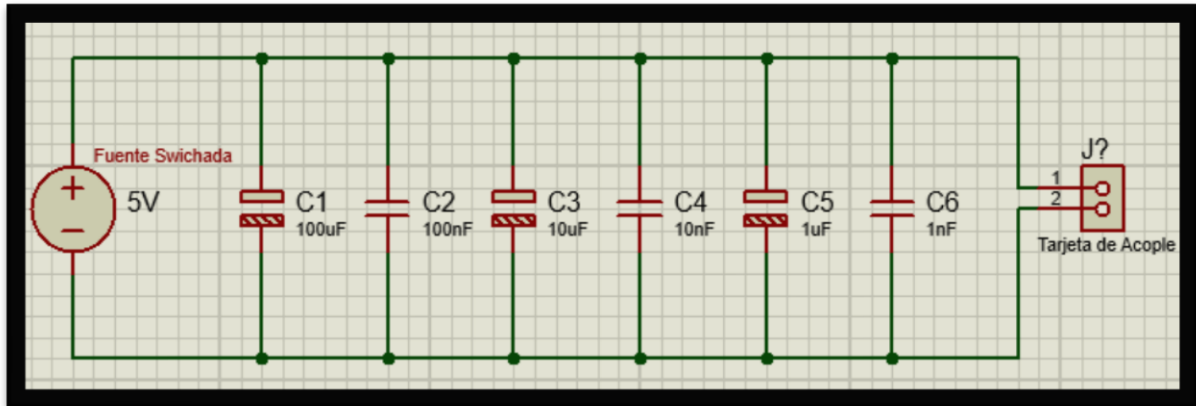 Fuente Swichada
+
5V
−
C1
100uF
C2
100nF
C3
10uF
C4
10nF
C5
1uF
C6
1nF
J?
1
2
Tarjeta de Acople